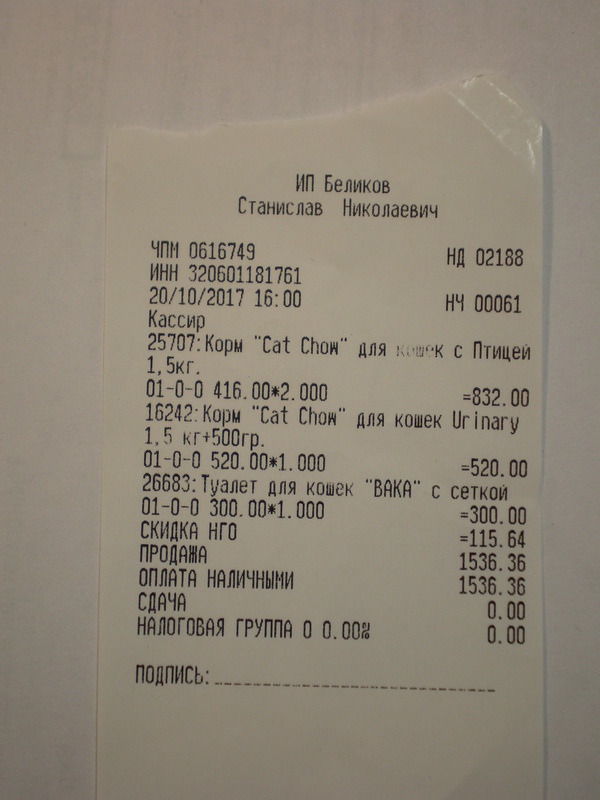 ИП Беликов
Станислав Николаевич
ЧПМ 0616749 НД 02188
ИНН 320601181761
20/10/2017 16:00 НЧ 00061
Кассир
25707:Корм "Cat Chow" для кошек с Птицей
1,5кг.
01-0-0 416.00*2.000 =832.00
16242:Корм "Cat Chow" для кошек Urinary
1,5 кг+500гр.
01-0-0 520.00*1.000 =520.00
26683:Туалет для кошек "ВАКА" с сеткой
01-0-0 300.00*1.000 =300.00
СКИДКА НГО =115.64
ПРОДАЖА 1536.36
ОПЛАТА НАЛИЧНЫМИ 1536.36
СДАЧА 0.00
НАЛОГОВАЯ ГРУППА 0 0.00% 0.00
ПОДПИСЬ: